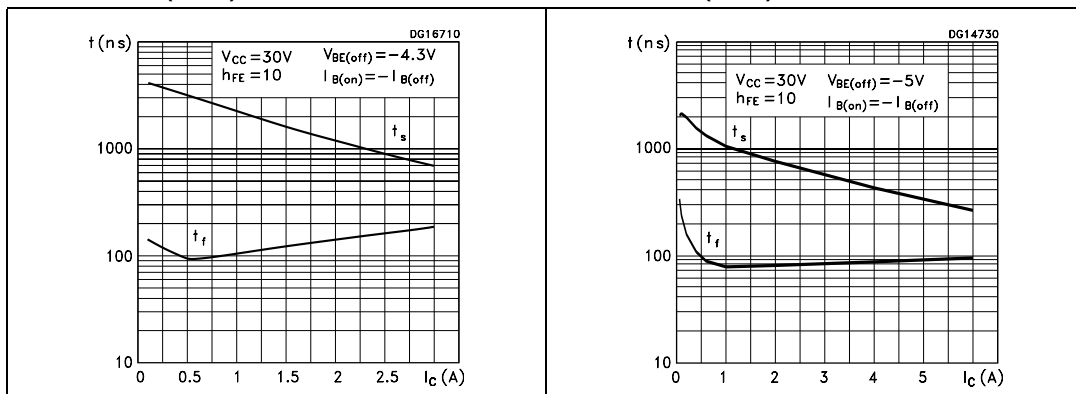 DG16710
t (ns)
VCC = 30V VBE(off) = −4.3V
hFE = 10 IB(on) = −IB(off)
ts
1000
tf
100
10
0 0.5 1 1.5 2 2.5 IC (A)
DG14730
t (ns)
VCC = 30V VBE(off) = −5V
hFE = 10 IB(on) = −IB(off)
ts
1000
tf
100
10
0 1 2 3 4 5 IC (A)